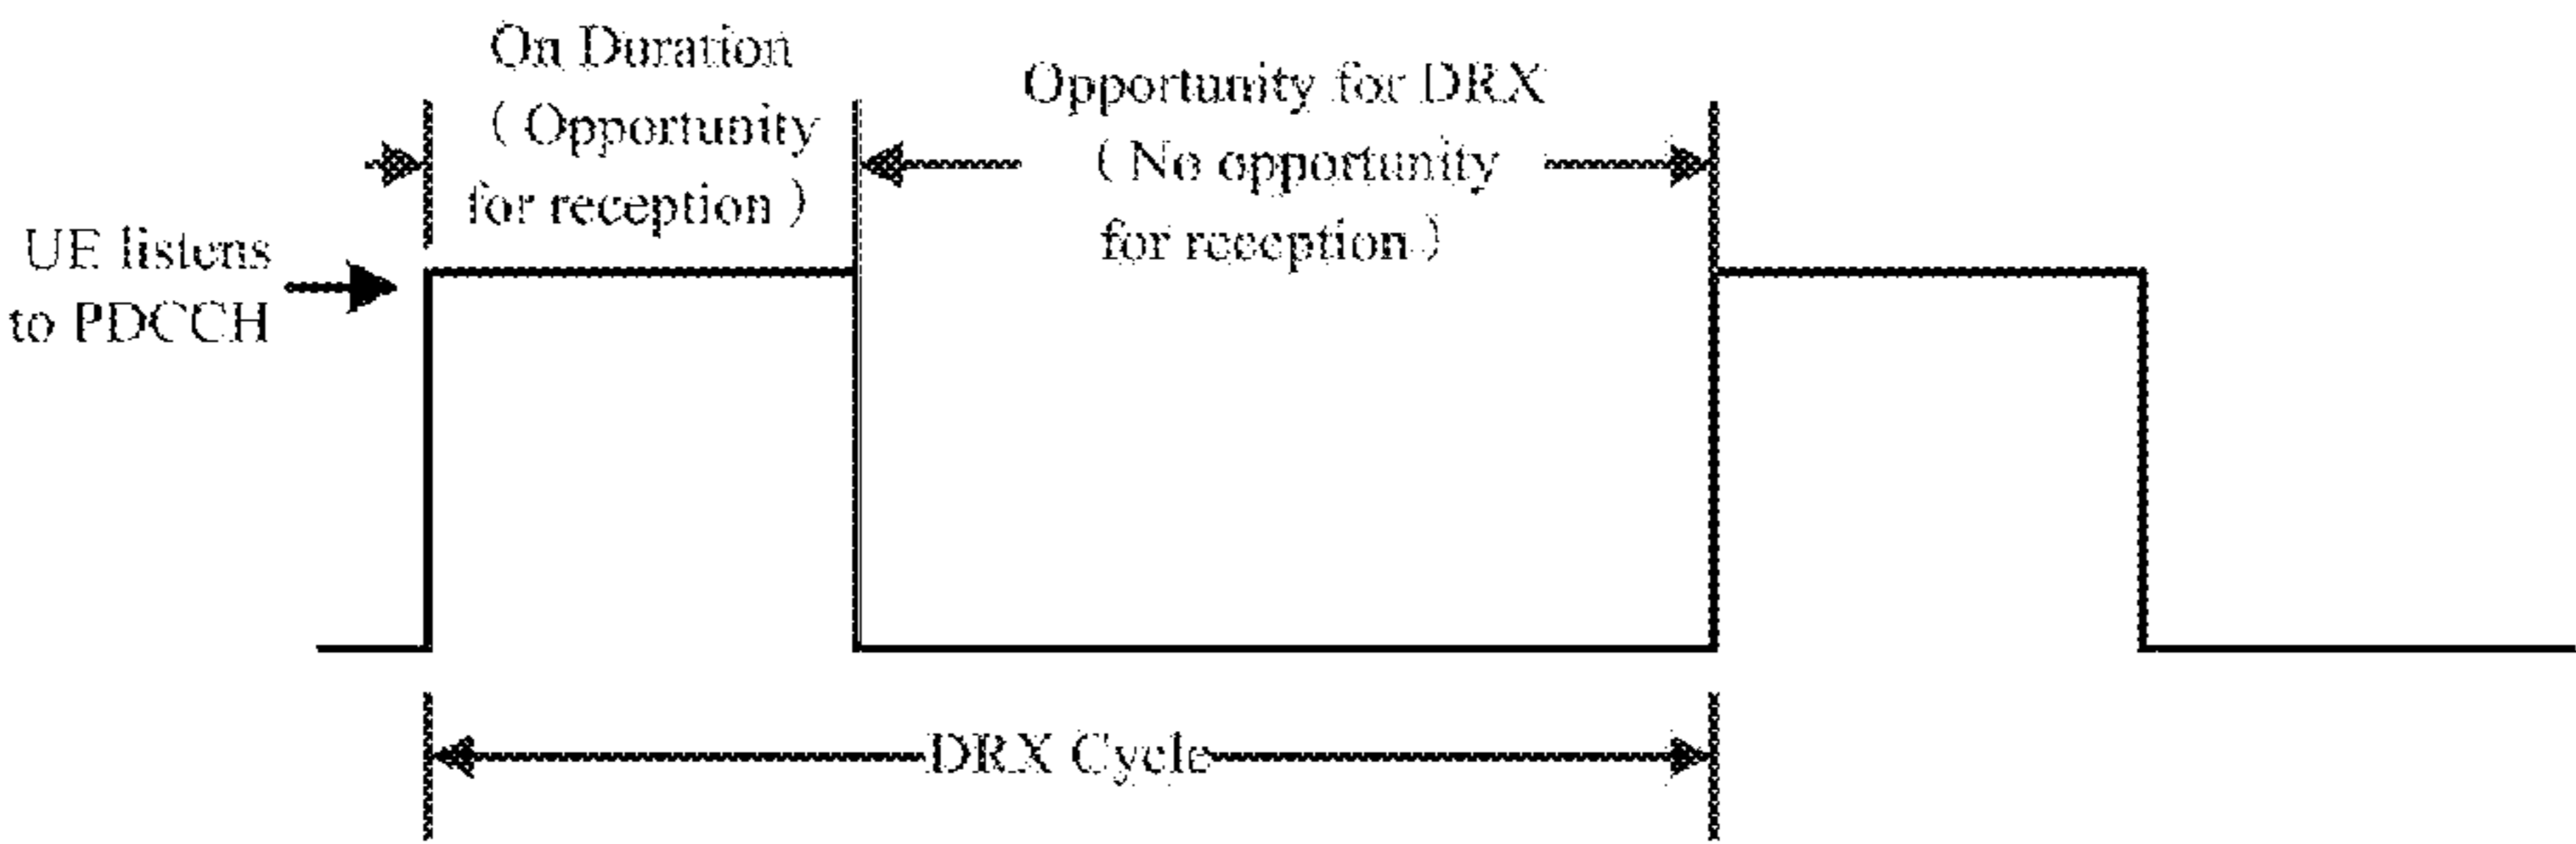 On Duration
( Opportunity
for reception )
Opportunity for DRX
( No opportunity
for reception )
UE listens
to PDCCH
DRX Cycle